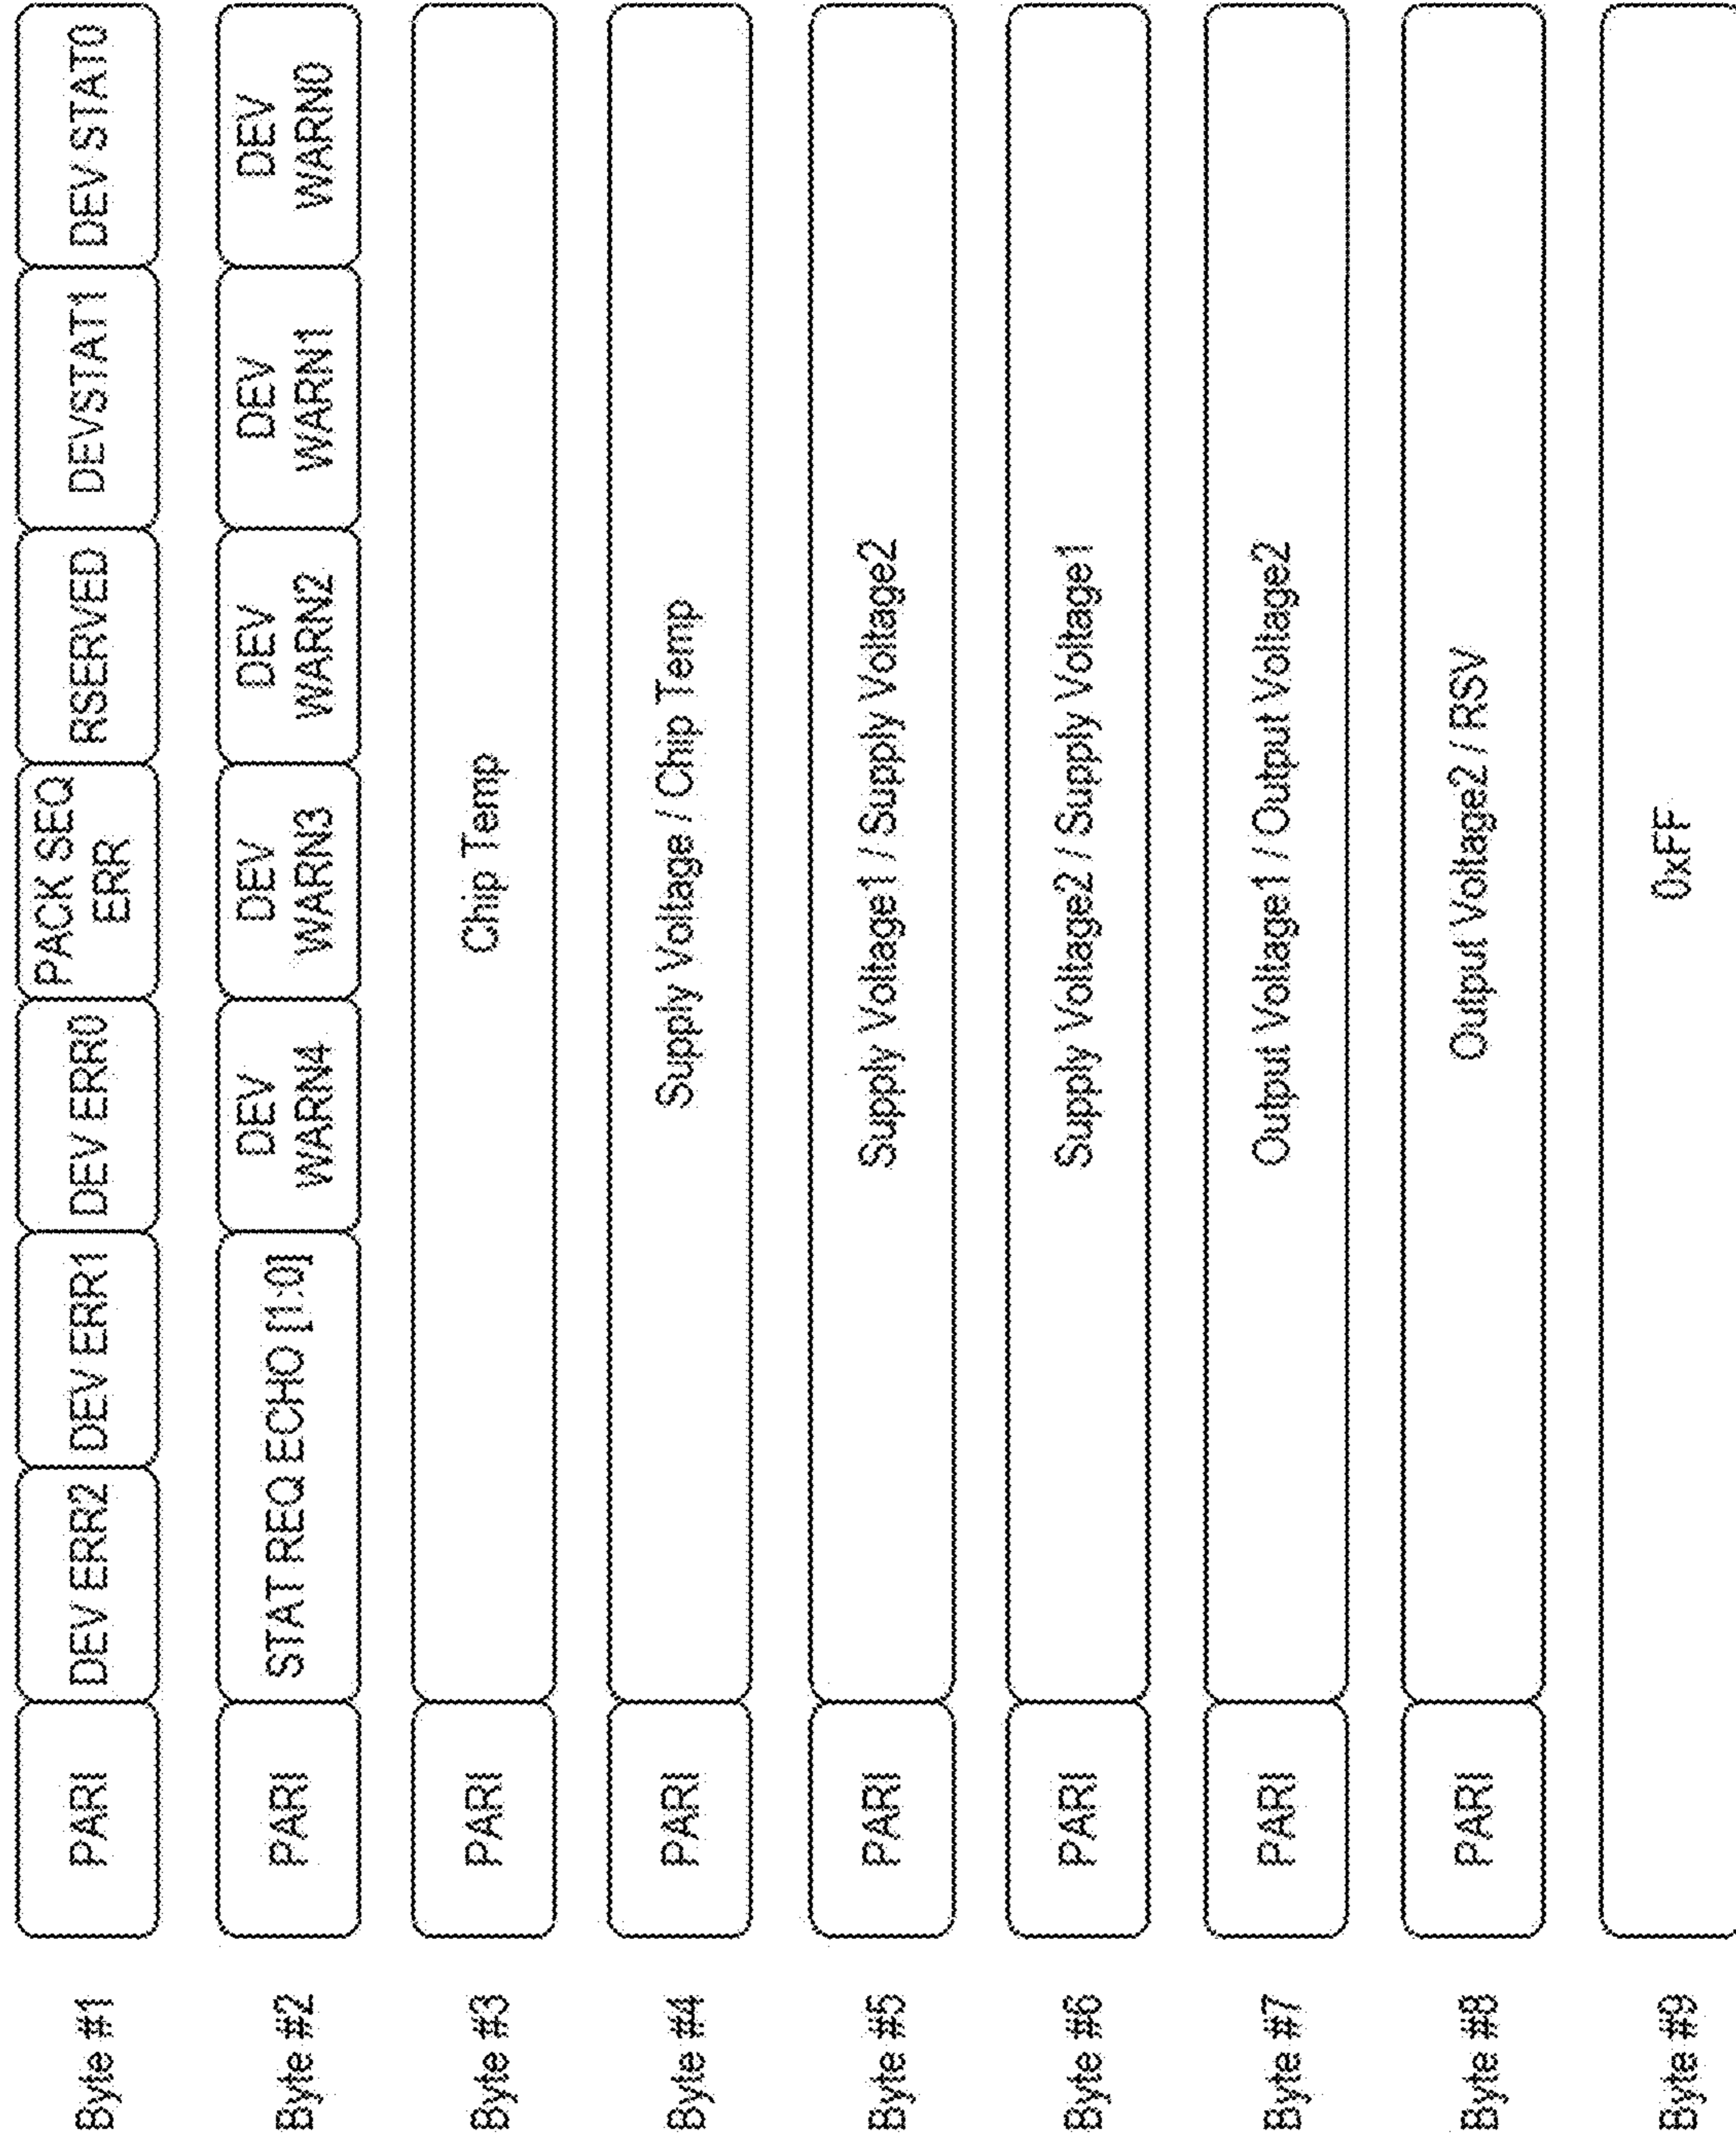 Byte #1
PARI
DEV ERR2
DEV ERR1
DEV ERR0
PACK SEQ
ERR
RSERVED
DEVSTAT1
DEV STAT0
Byte #2
PARI
STAT REQ ECHO [1:0]
DEV
WARN4
DEV
WARN3
DEV
WARN2
DEV
WARN1
DEV
WARN0
Byte #3
PARI
Chip Temp
Byte #4
PARI
Supply Voltage / Chip Temp
Byte #5
PARI
Supply Voltage1 / Supply Voltage2
Byte #6
PARI
Supply Voltage2 / Supply Voltage1
Byte #7
PARI
Output Voltage1 / Output Voltage2
Byte #8
PARI
Output Voltage2 / RSV
Byte #9
0xFF